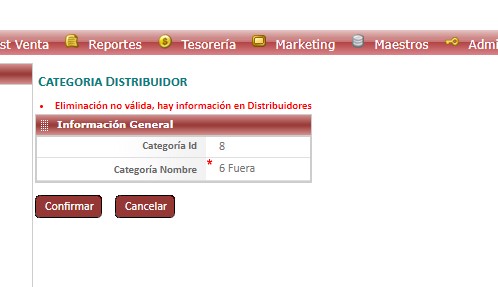 st Venta Reportes Tesorería Marketing Maestros Admi
CATEGORIA DISTRIBUIDOR
• Eliminación no válida, hay información en Distribuidores
Información General
Categoría Id 8
Categoría Nombre * 6 Fuera
Confirmar Cancelar